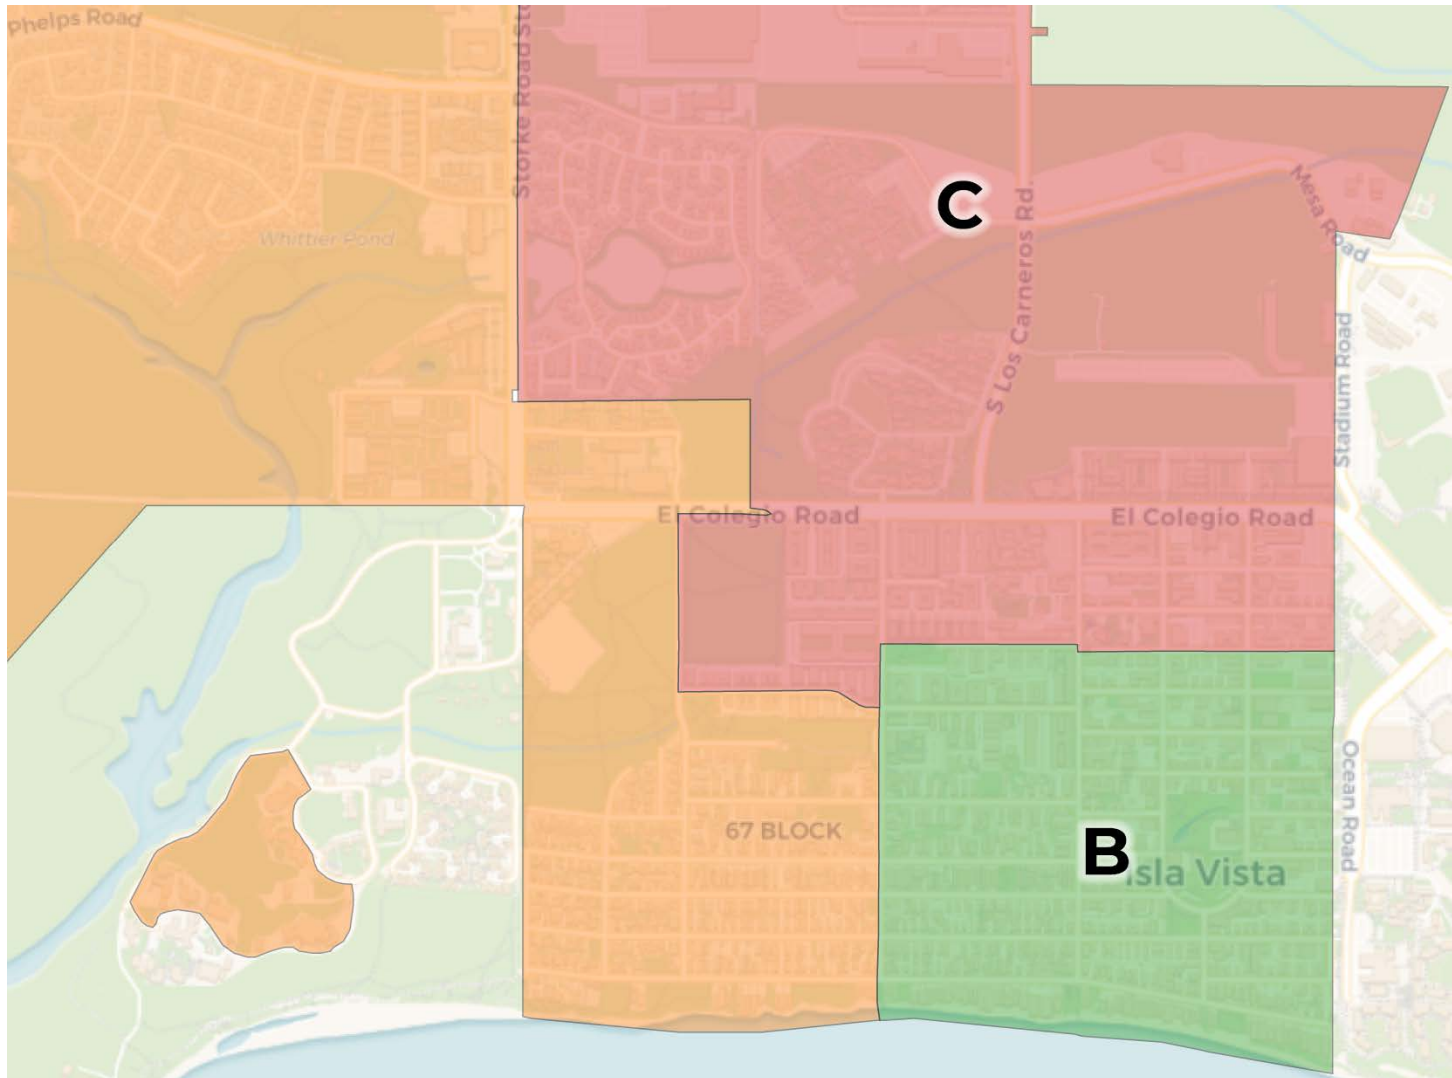 Phelps Road
Storke Road
Sto
C
Mesa Road
S Los Carneros Rd.
Whittier Pond
Stadium Road
El Colegio Road
El Colegio Road
67 BLOCK
B
Isla Vista
Ocean Road